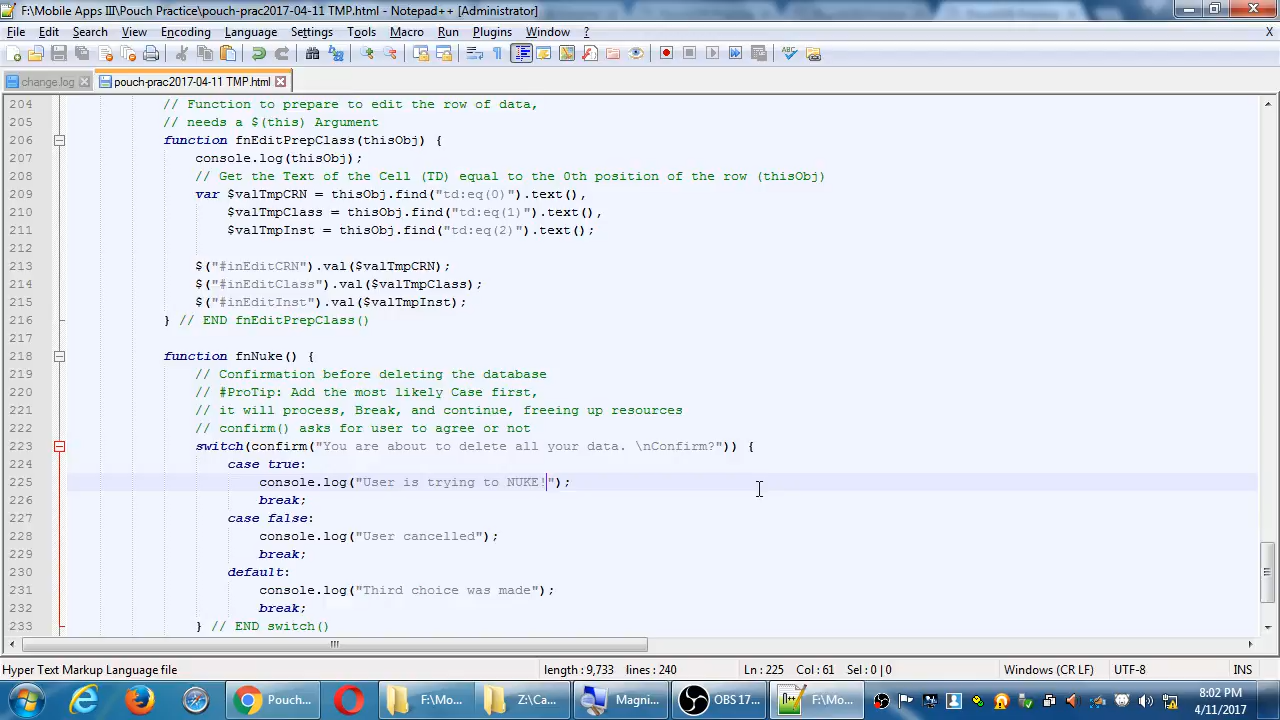 F:\Mobile Apps III\Pouch Practice\pouch-prac2017-04-11 TMP.html - Notepad++ [Administrator]
File Edit Search View Encoding Language Settings Tools Macro Run Plugins Window ? X
change.log pouch-prac2017-04-11 TMP.html
204 // Function to prepare to edit the row of data,
205 // needs a $(this) Argument
206 function fnEditPrepClass(thisObj) {
207 console.log(thisObj);
208 // Get the Text of the Cell (TD) equal to the 0th position of the row (thisObj)
209 var $valTmpCRN = thisObj.find("td:eq(0)").text(),
210 $valTmpClass = thisObj.find("td:eq(1)").text(),
211 $valTmpInst = thisObj.find("td:eq(2)").text();
212
213 $("#inEditCRN").val($valTmpCRN);
214 $("#inEditClass").val($valTmpClass);
215 $("#inEditInst").val($valTmpInst);
216 } // END fnEditPrepClass()
217
218 function fnNuke() {
219 // Confirmation before deleting the database
220 // #ProTip: Add the most likely Case first,
221 // it will process, Break, and continue, freeing up resources
222 // confirm() asks for user to agree or not
223 switch(confirm("You are about to delete all your data. \nConfirm?")) {
224 case true:
225 console.log("User is trying to NUKE!");
226 break;
227 case false:
228 console.log("User cancelled");
229 break;
230 default:
231 console.log("Third choice was made");
232 break;
233 } // END switch()
Hyper Text Markup Language file length : 9,733 lines : 240 Ln : 225 Col : 61 Sel : 0 | 0 Windows (CR LF) UTF-8 INS
Pouch... F:\Mo... Z:\Ca... Magni... OBS 17... F:\Mo... 8:02 PM
4/11/2017